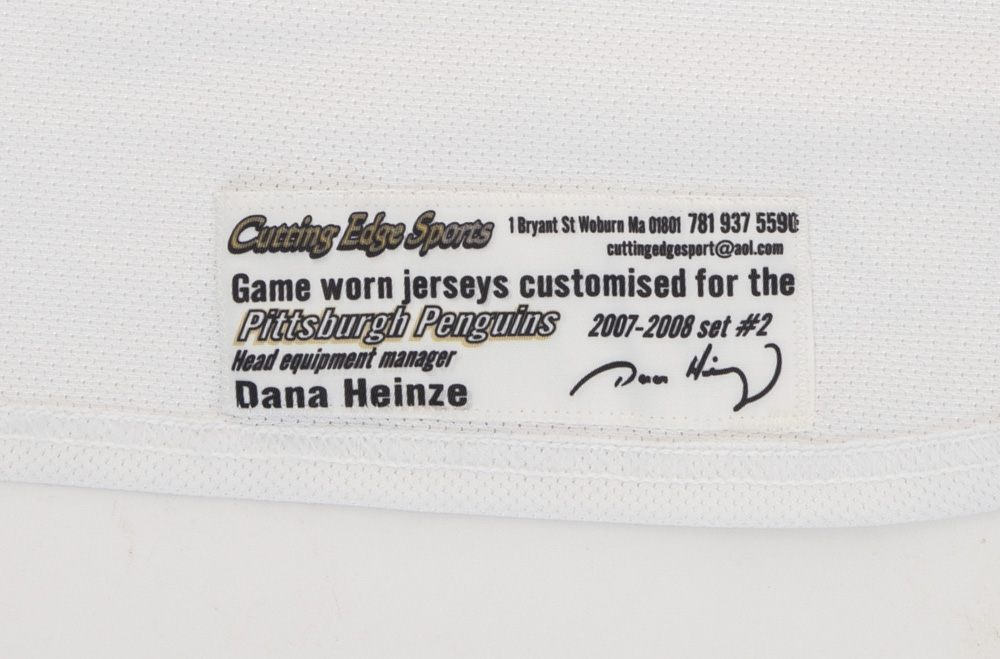 Cutting Edge Sports 1 Bryant St Woburn Ma 01801 781 937 5590
cuttingedgesport@aol.com
Game worn jerseys customised for the
Pittsburgh Penguins 2007-2008 set #2
Head equipment manager
Dana Heinze